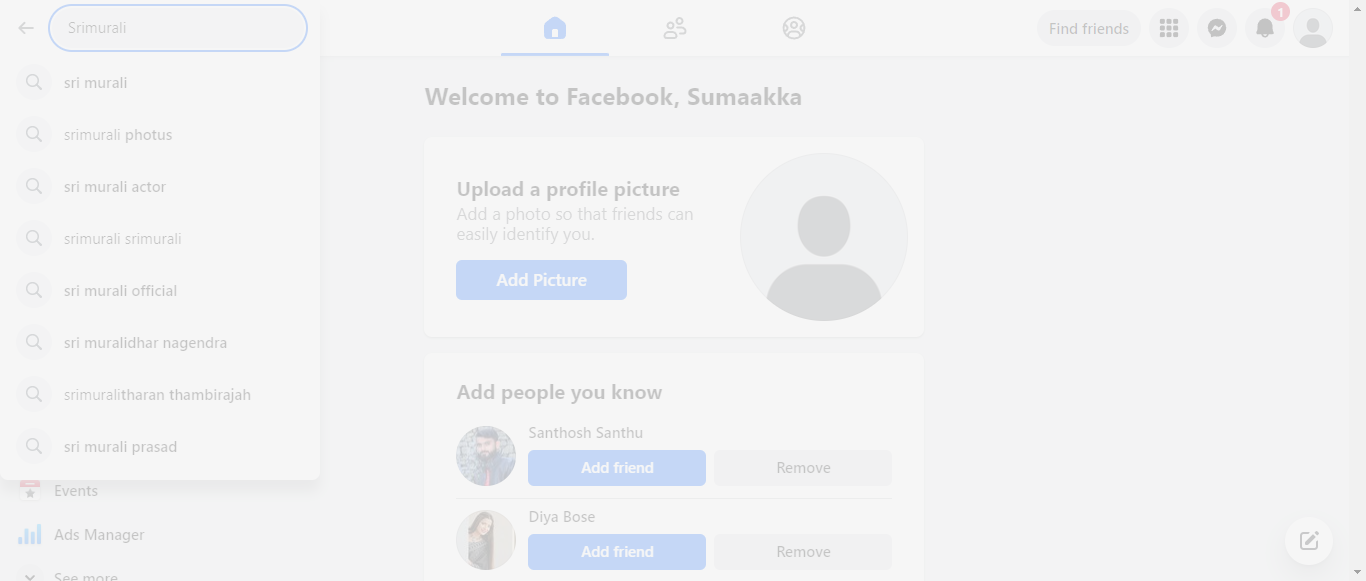 Srimurali
sri murali
srimurali photus
sri murali actor
srimurali srimurali
sri murali official
sri muralidhar nagendra
srimuralitharan thambirajah
sri murali prasad
Events
Ads Manager
See more
Find friends
1
Welcome to Facebook, Sumaakka
Upload a profile picture
Add a photo so that friends can
easily identify you.
Add Picture
Add people you know
Santhosh Santhu
Add friend Remove
Diya Bose
Add friend Remove